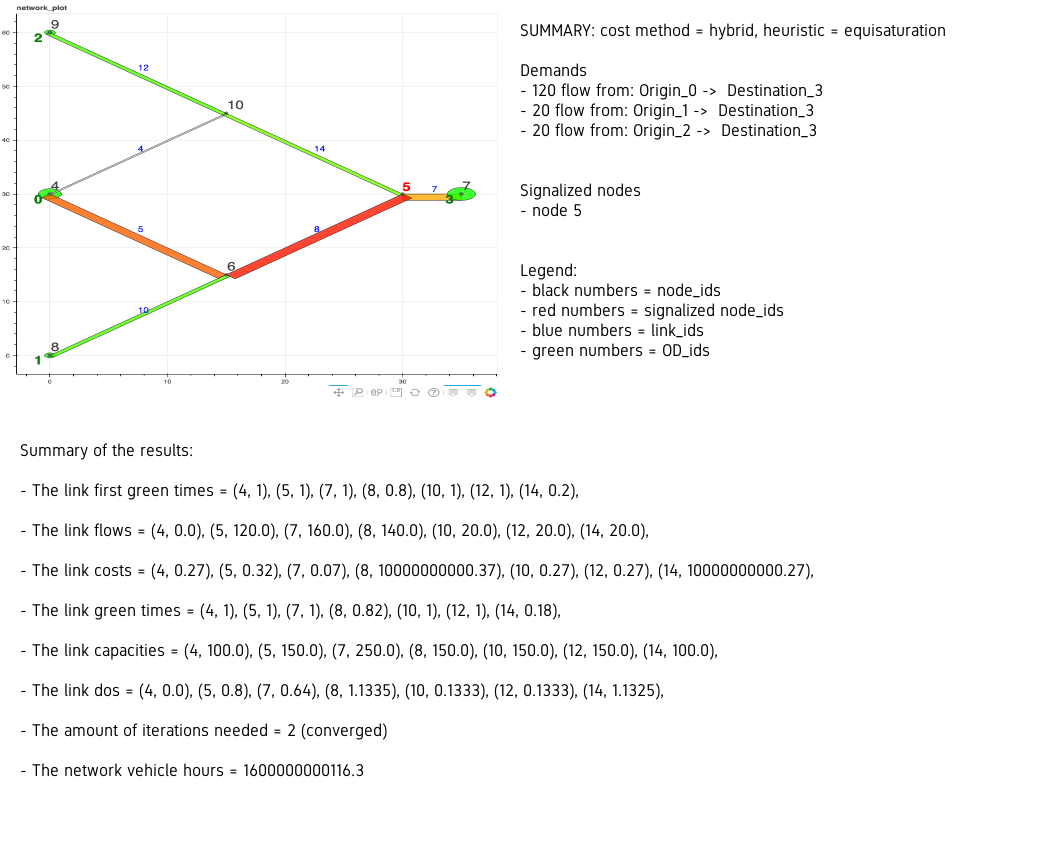 network_plot
9
2
12
10
4
14
4
0
5
7
7
3
5
8
6
10
8
1
60
50
40
30
20
10
0
0
10
20
30
SUMMARY: cost method = hybrid, heuristic = equisaturation
Demands
- 120 flow from: Origin_0 -> Destination_3
- 20 flow from: Origin_1 -> Destination_3
- 20 flow from: Origin_2 -> Destination_3
Signalized nodes
- node 5
Legend:
- black numbers = node_ids
- red numbers = signalized node_ids
- blue numbers = link_ids
- green numbers = OD_ids
Summary of the results:
- The link first green times = (4, 1), (5, 1), (7, 1), (8, 0.8), (10, 1), (12, 1), (14, 0.2),
- The link flows = (4, 0.0), (5, 120.0), (7, 160.0), (8, 140.0), (10, 20.0), (12, 20.0), (14, 20.0),
- The link costs = (4, 0.27), (5, 0.32), (7, 0.07), (8, 10000000000.37), (10, 0.27), (12, 0.27), (14, 10000000000.27),
- The link green times = (4, 1), (5, 1), (7, 1), (8, 0.82), (10, 1), (12, 1), (14, 0.18),
- The link capacities = (4, 100.0), (5, 150.0), (7, 250.0), (8, 150.0), (10, 150.0), (12, 150.0), (14, 100.0),
- The link dos = (4, 0.0), (5, 0.8), (7, 0.64), (8, 1.1335), (10, 0.1333), (12, 0.1333), (14, 1.1325),
- The amount of iterations needed = 2 (converged)
- The network vehicle hours = 1600000000116.3